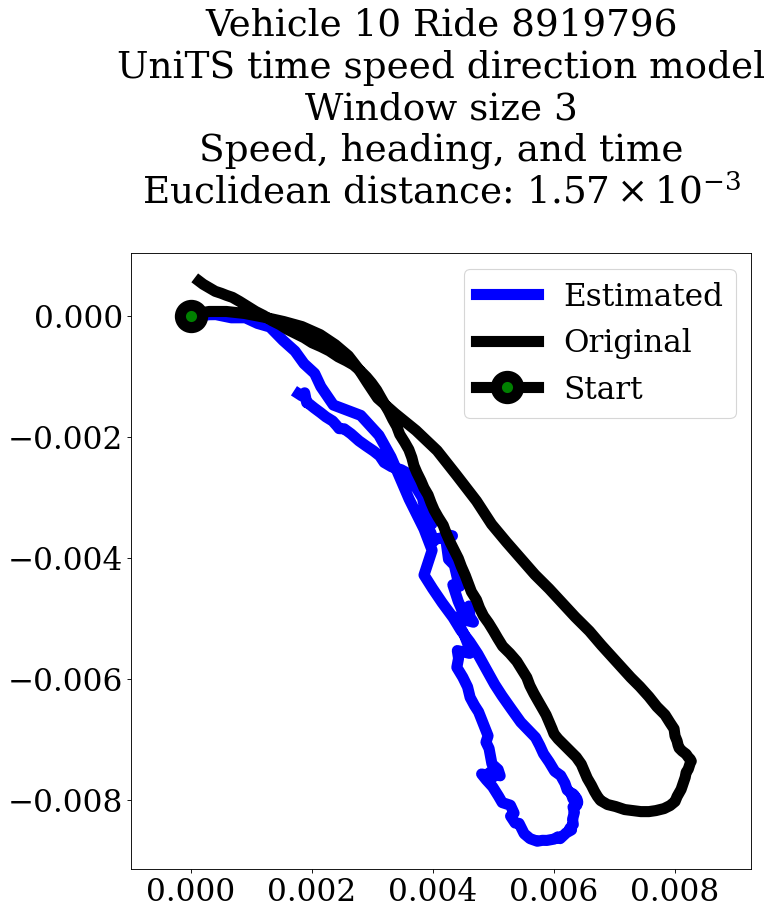 Vehicle 10 Ride 8919796
UniTS time speed direction model
Window size 3
Speed, heading, and time
Euclidean distance: 1.57 × 10⁻³
Estimated
Original
Start
0.000
−0.002
−0.004
−0.006
−0.008
0.000 0.002 0.004 0.006 0.008